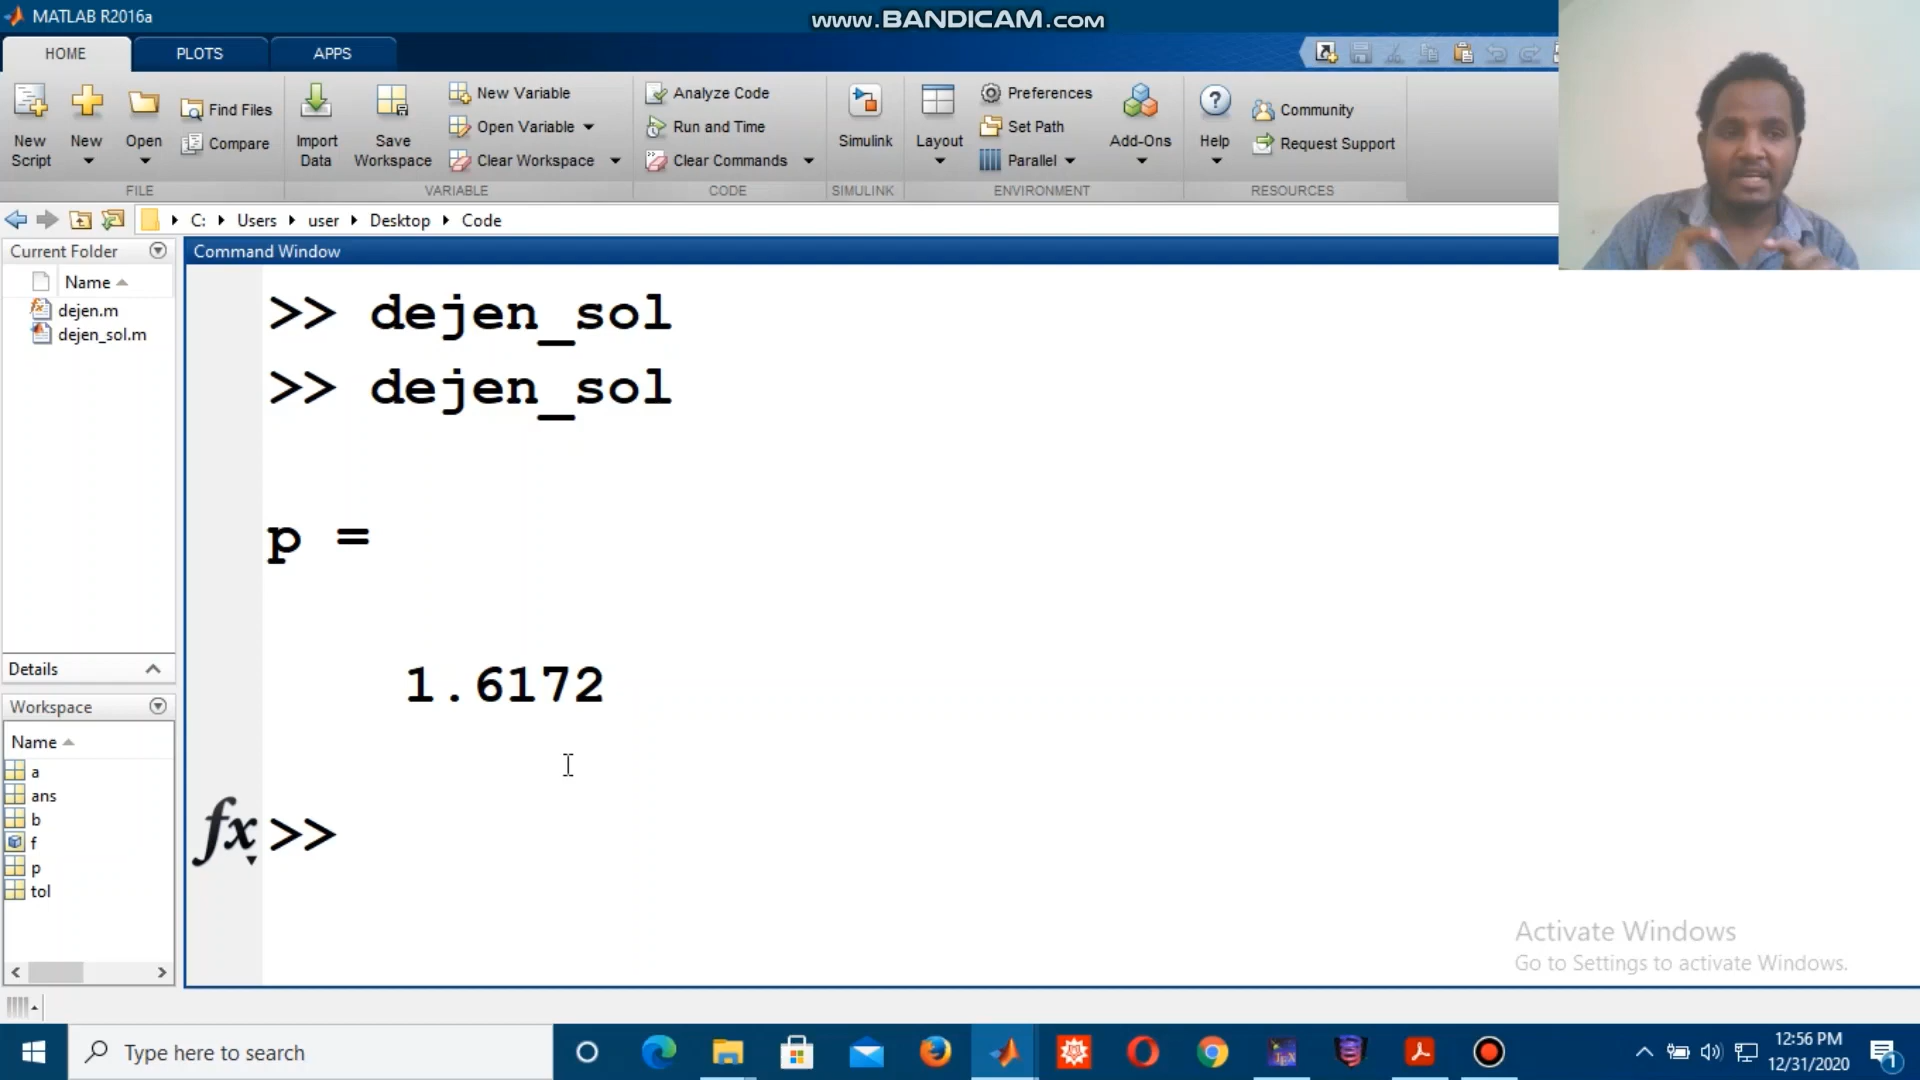 MATLAB R2016a
www.BANDICAM.com
HOME PLOTS APPS
New Script
New
Open
Find Files
Compare
FILE
Import Data
Save Workspace
New Variable
Open Variable
Clear Workspace
VARIABLE
Analyze Code
Run and Time
Clear Commands
CODE
Simulink
SIMULINK
Layout
Preferences
Set Path
Parallel
Add-Ons
ENVIRONMENT
Help
Community
Request Support
RESOURCES
C: Users user Desktop Code
Current Folder
Name
dejen.m
dejen_sol.m
Details
Workspace
Name
a
ans
b
f
p
tol
Command Window
>> dejen_sol
>> dejen_sol
p =
1.6172
fx >>
Activate Windows
Go to Settings to activate Windows.
Type here to search
12:56 PM
12/31/2020
1